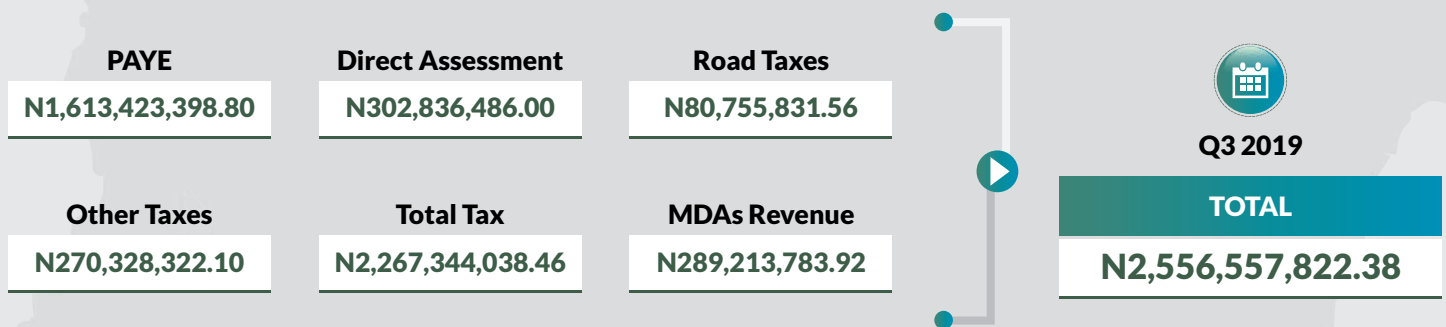 PAYE
N1,613,423,398.80
Direct Assessment
N302,836,486.00
Road Taxes
N80,755,831.56
Other Taxes
N270,328,322.10
Total Tax
N2,267,344,038.46
MDAs Revenue
N289,213,783.92
Q3 2019
TOTAL
N2,556,557,822.38